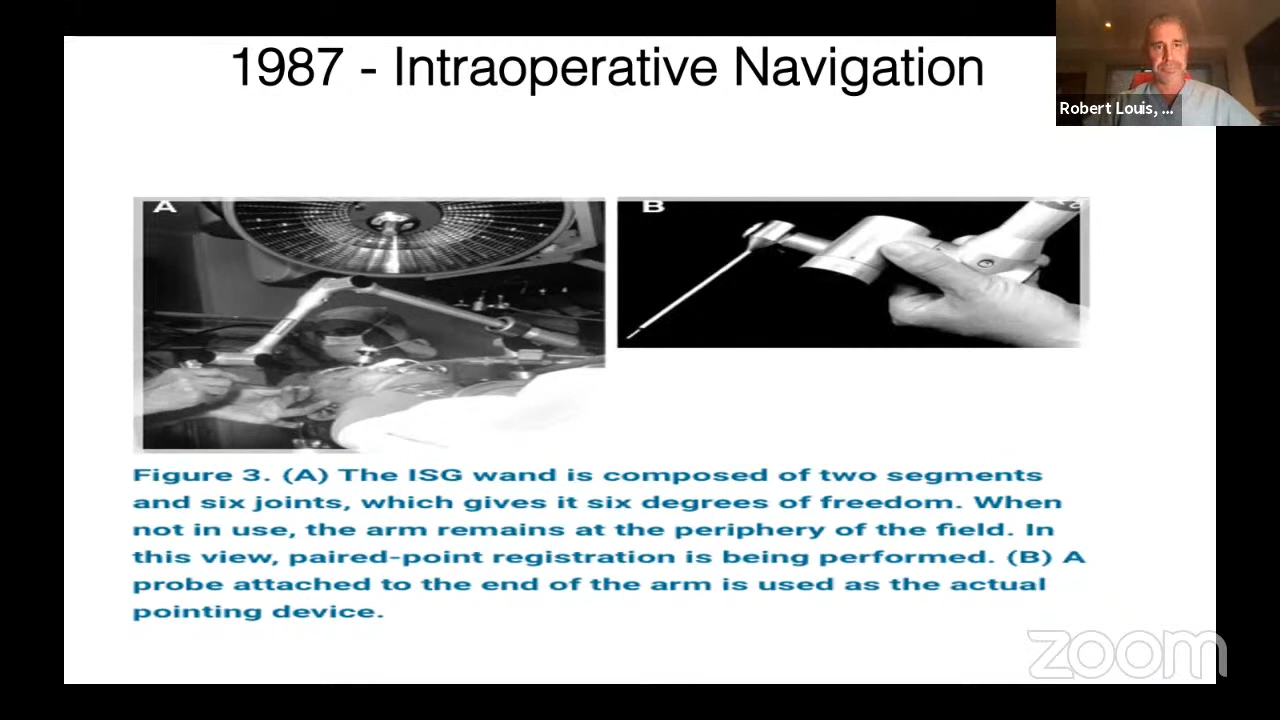 1987 - Intraoperative Navigation
Robert Louis, ...
A
B
Figure 3. (A) The ISG wand is composed of two segments
and six joints, which gives it six degrees of freedom. When
not in use, the arm remains at the periphery of the field. In
this view, paired-point registration is being performed. (B) A
probe attached to the end of the arm is used as the actual
pointing device.
zoom